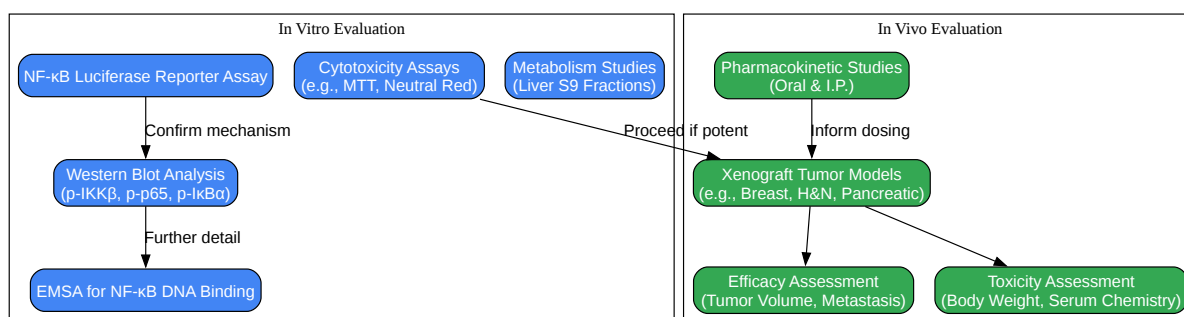 In Vitro Evaluation
NF-κB Luciferase Reporter Assay
Cytotoxicity Assays
(e.g., MTT, Neutral Red)
Metabolism Studies
(Liver S9 Fractions)
Confirm mechanism
Western Blot Analysis
(p-IKKβ, p-p65, p-IκBα)
Further detail
EMSA for NF-κB DNA Binding
Proceed if potent
In Vivo Evaluation
Pharmacokinetic Studies
(Oral & I.P.)
Inform dosing
Xenograft Tumor Models
(e.g., Breast, H&N, Pancreatic)
Efficacy Assessment
(Tumor Volume, Metastasis)
Toxicity Assessment
(Body Weight, Serum Chemistry)